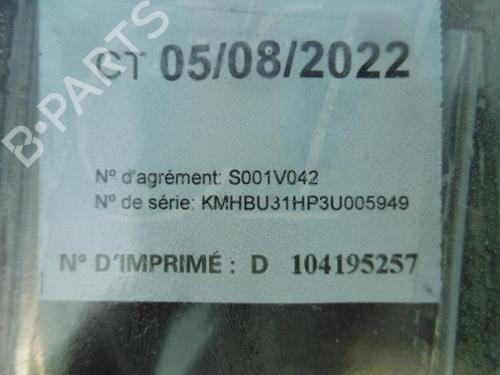 CT 05/08/2022
B-PARTS
N° d'agrément: S001V042
N° de série: KMHBU31HP3U005949
N° D'IMPRIMÉ : D 104195257